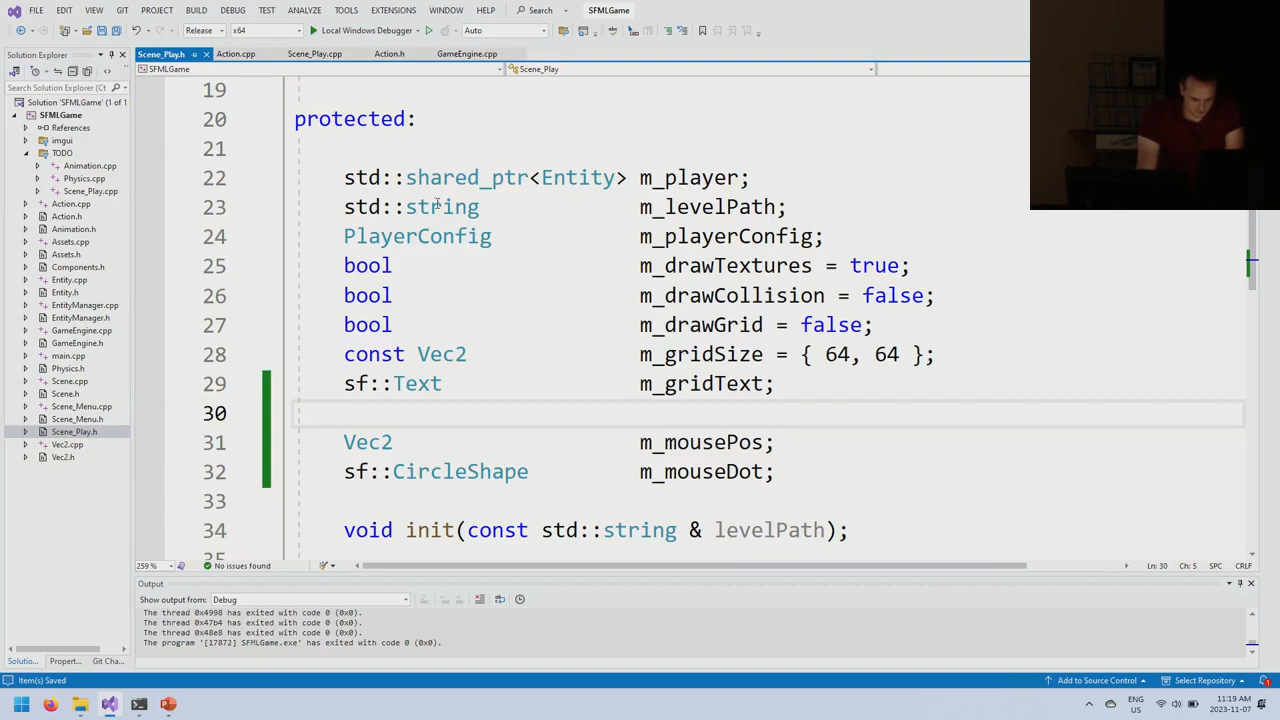 FILE EDIT VIEW GIT PROJECT BUILD DEBUG TEST ANALYZE TOOLS EXTENSIONS WINDOW HELP Search SFMLGame
Release x64 Local Windows Debugger Auto
Solution Explorer
Scene_Play.h Action.cpp Scene_Play.cpp Action.h GameEngine.cpp
SFMLGame Scene_Play
Search Solution Explorer
Solution 'SFMLGame' (1 of 1
SFMLGame
References
imgui
TODO
Animation.cpp
Physics.cpp
Scene_Play.cpp
Action.cpp
Action.h
Animation.h
Assets.cpp
Assets.h
Components.h
Entity.cpp
Entity.h
EntityManager.cpp
EntityManager.h
GameEngine.cpp
GameEngine.h
main.cpp
Physics.h
Scene.cpp
Scene.h
Scene_Menu.cpp
Scene_Menu.h
Scene_Play.h
Vec2.cpp
Vec2.h
19
20 protected:
21
22 std::shared_ptr<Entity> m_player;
23 std::string m_levelPath;
24 PlayerConfig m_playerConfig;
25 bool m_drawTextures = true;
26 bool m_drawCollision = false;
27 bool m_drawGrid = false;
28 const Vec2 m_gridSize = { 64, 64 };
29 sf::Text m_gridText;
30
31 Vec2 m_mousePos;
32 sf::CircleShape m_mouseDot;
33
34 void init(const std::string & levelPath);
259 % No issues found Ln: 30 Ch: 5 SPC CRLF
Output
Show output from: Debug
The thread 0x4998 has exited with code 0 (0x0).
The thread 0x47b4 has exited with code 0 (0x0).
The thread 0x48e8 has exited with code 0 (0x0).
The program '[17872] SFMLGame.exe' has exited with code 0 (0x0).
Solutio... Propert... Git Cha...
Item(s) Saved Add to Source Control Select Repository
ENG
US
11:19 AM
2023-11-07